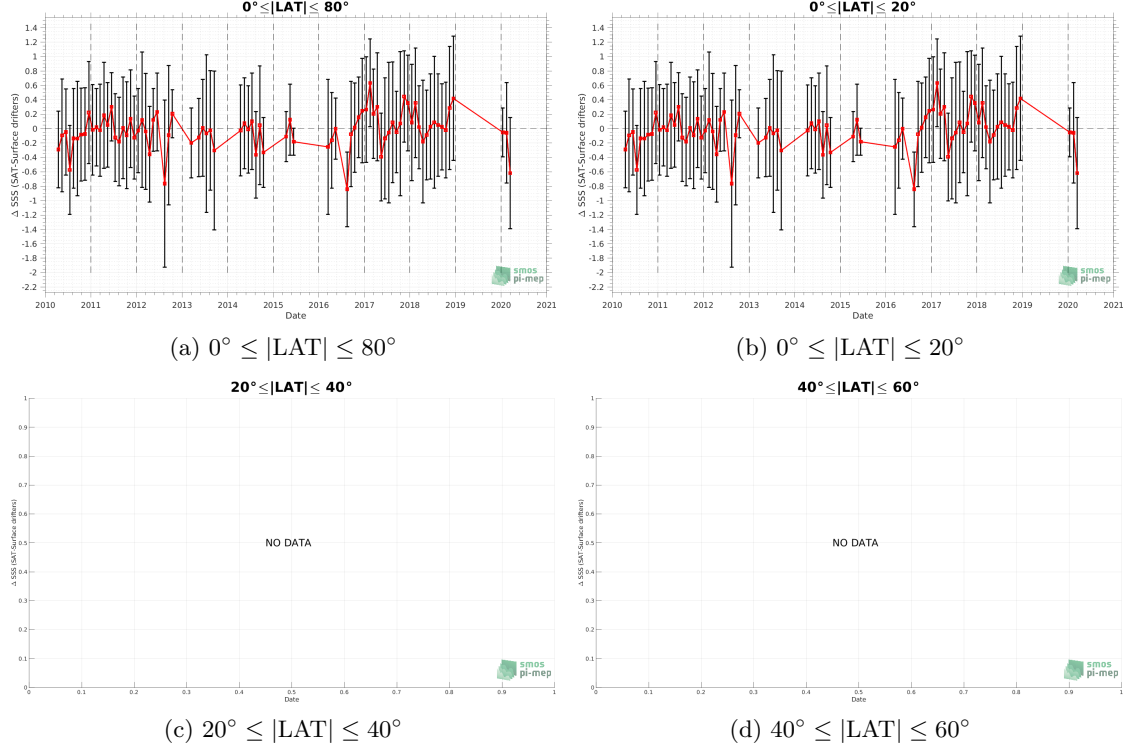 0°≤|LAT|≤ 80°
Δ SSS (SAT-Surface drifters)
1.4
1.2
1
0.8
0.6
0.4
0.2
0
-0.2
-0.4
-0.6
-0.8
-1
-1.2
-1.4
-1.6
-1.8
-2
-2.2
2010 2011 2012 2013 2014 2015 2016 2017 2018 2019 2020 2021
Date
smos
pi-mep
(a) 0° ≤ |LAT| ≤ 80°
0°≤|LAT|≤ 20°
Δ SSS (SAT-Surface drifters)
1.4
1.2
1
0.8
0.6
0.4
0.2
0
-0.2
-0.4
-0.6
-0.8
-1
-1.2
-1.4
-1.6
-1.8
-2
-2.2
2010 2011 2012 2013 2014 2015 2016 2017 2018 2019 2020 2021
Date
smos
pi-mep
(b) 0° ≤ |LAT| ≤ 20°
20°≤|LAT|≤ 40°
Δ SSS (SAT-Surface drifters)
1
0.9
0.8
0.7
0.6
0.5
0.4
0.3
0.2
0.1
0
NO DATA
0 0.1 0.2 0.3 0.4 0.5 0.6 0.7 0.8 0.9 1
Date
smos
pi-mep
(c) 20° ≤ |LAT| ≤ 40°
40°≤|LAT|≤ 60°
Δ SSS (SAT-Surface drifters)
1
0.9
0.8
0.7
0.6
0.5
0.4
0.3
0.2
0.1
0
NO DATA
0 0.1 0.2 0.3 0.4 0.5 0.6 0.7 0.8 0.9 1
Date
smos
pi-mep
(d) 40° ≤ |LAT| ≤ 60°